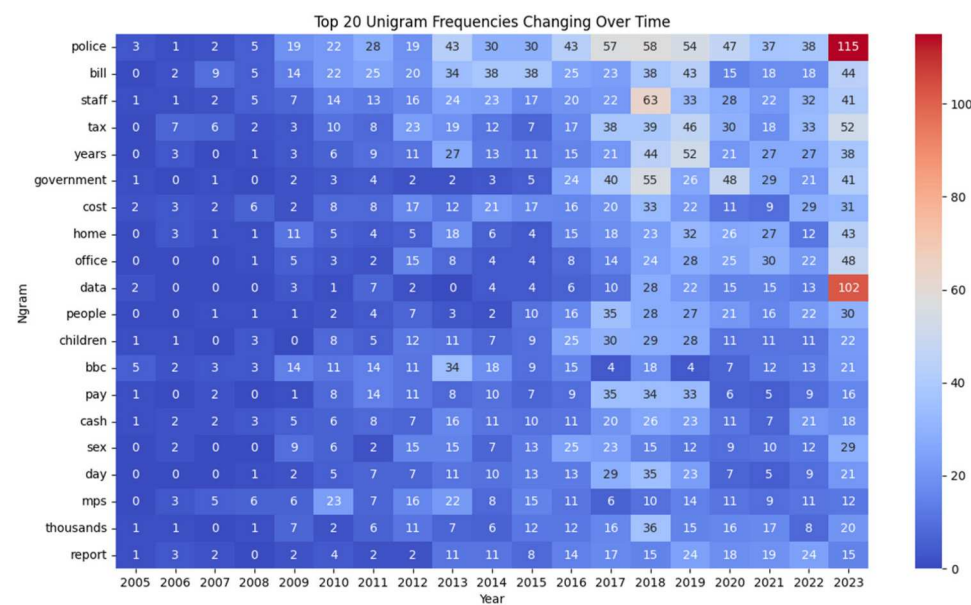 Top 20 Unigram Frequencies Changing Over Time
police 3 1 2 5 19 22 28 19 43 30 30 43 57 58 54 47 37 38 115
bill 0 2 9 5 14 22 25 20 34 38 38 25 23 38 43 15 18 18 44
staff 1 1 2 5 7 14 13 16 24 23 17 20 22 63 33 28 22 32 41
tax 0 7 6 2 3 10 8 23 19 12 7 17 38 39 46 30 18 33 52
years 0 3 0 1 3 6 9 11 27 13 11 15 21 44 52 21 27 27 38
government 1 0 1 0 2 3 4 2 2 3 5 24 40 55 26 48 29 21 41
cost 2 3 2 6 2 8 8 17 12 21 17 16 20 33 22 11 9 29 31
home 0 3 1 1 11 5 4 5 18 6 4 15 18 23 32 26 27 12 43
office 0 0 0 1 5 3 2 15 8 4 4 8 14 24 28 25 30 22 48
data 2 0 0 0 3 1 7 2 0 4 4 6 10 28 22 15 15 13 102
people 0 0 1 1 1 2 4 7 3 2 10 16 35 28 27 21 16 22 30
children 1 1 0 3 0 8 5 12 11 7 9 25 30 29 28 11 11 11 22
bbc 5 2 3 3 14 11 14 11 34 18 9 15 4 18 4 7 12 13 21
pay 1 0 2 0 1 8 14 11 8 10 7 9 35 34 33 6 5 9 16
cash 1 2 2 3 5 6 8 7 16 11 10 11 20 26 23 11 7 21 18
sex 0 2 0 0 9 6 2 15 15 7 13 25 23 15 12 9 10 12 29
day 0 0 0 1 2 5 7 7 11 10 13 13 29 35 23 7 5 9 21
mps 0 3 5 6 6 23 7 16 22 8 15 11 6 10 14 11 9 11 12
thousands 1 1 0 1 7 2 6 11 7 6 12 12 16 36 15 16 17 8 20
report 1 3 2 0 2 4 2 2 11 11 8 14 17 15 24 18 19 24 15
2005 2006 2007 2008 2009 2010 2011 2012 2013 2014 2015 2016 2017 2018 2019 2020 2021 2022 2023
Year
Ngram
100
80
60
40
20
0